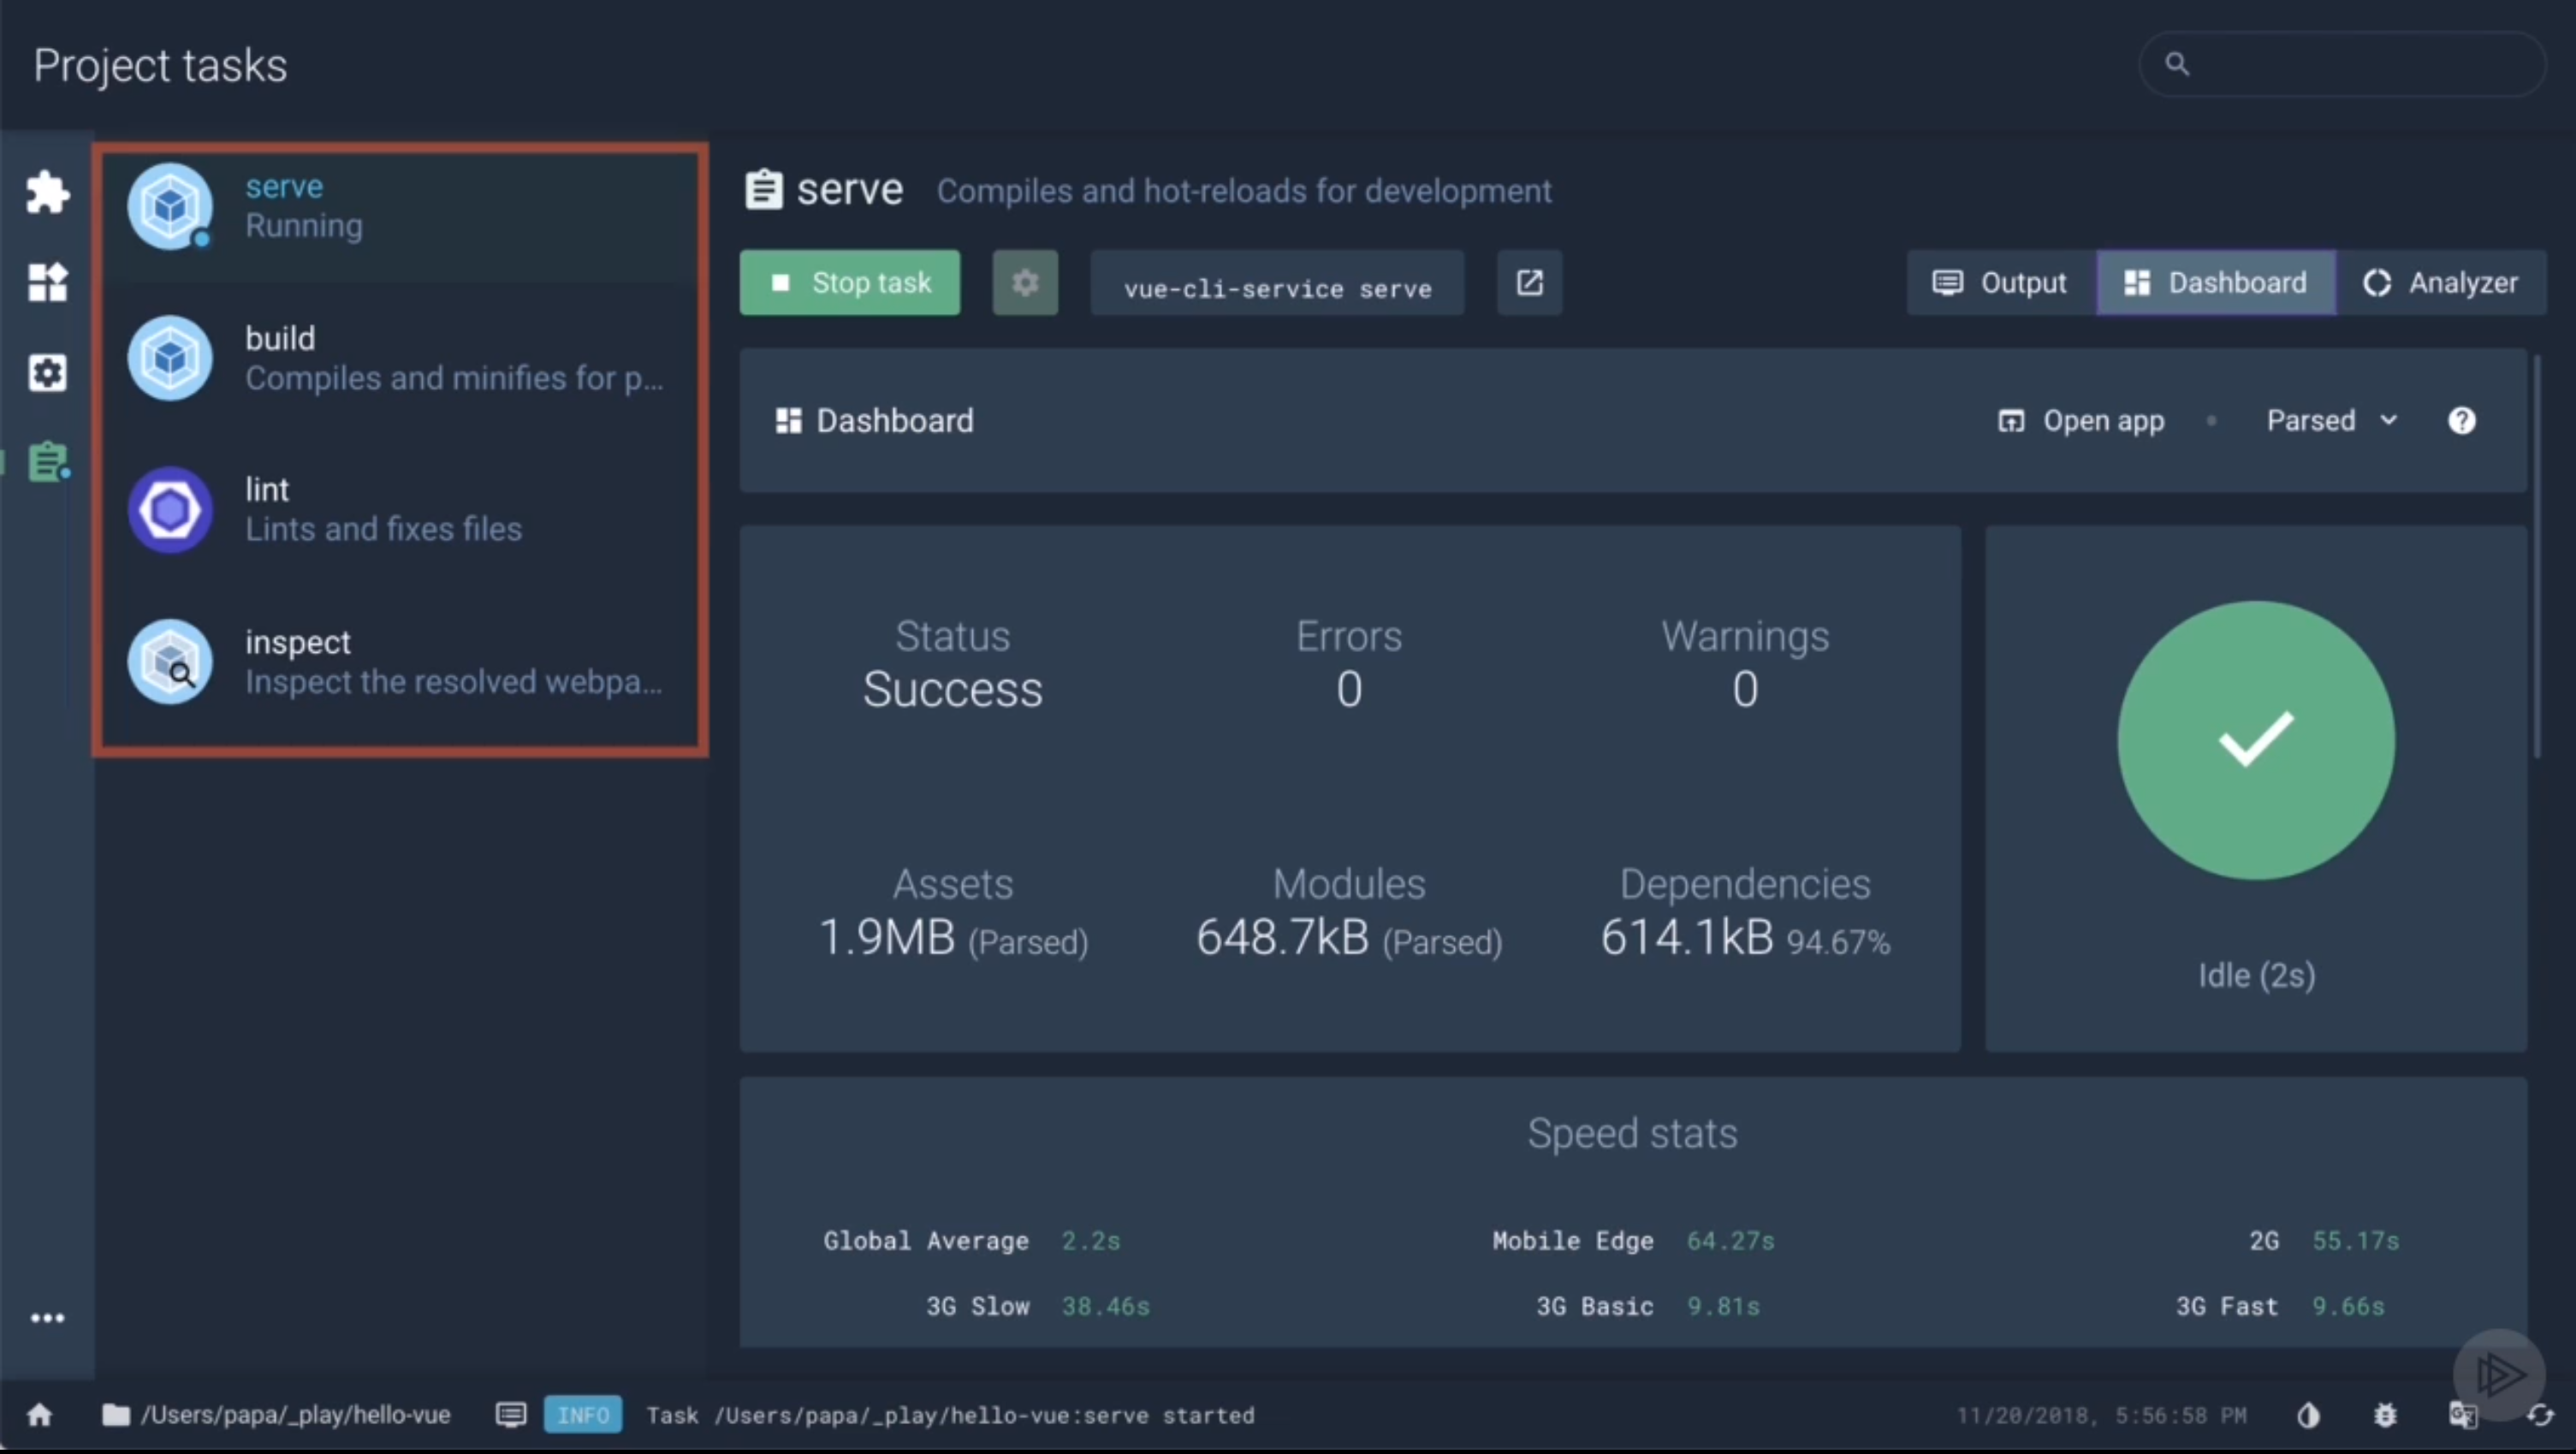 Project tasks
serve
Running
build
Compiles and minifies for p...
lint
Lints and fixes files
inspect
Inspect the resolved webpa...
serve Compiles and hot-reloads for development
Stop task vue-cli-service serve Output Dashboard Analyzer
Dashboard Open app Parsed
Status Errors Warnings
Success 0 0
Assets Modules Dependencies
1.9MB (Parsed) 648.7kB (Parsed) 614.1kB 94.67%
Idle (2s)
Speed stats
Global Average 2.2s Mobile Edge 64.27s 2G 55.17s
3G Slow 38.46s 3G Basic 9.81s 3G Fast 9.66s
/Users/papa/_play/hello-vue INFO Task /Users/papa/_play/hello-vue:serve started 11/20/2018, 5:56:58 PM